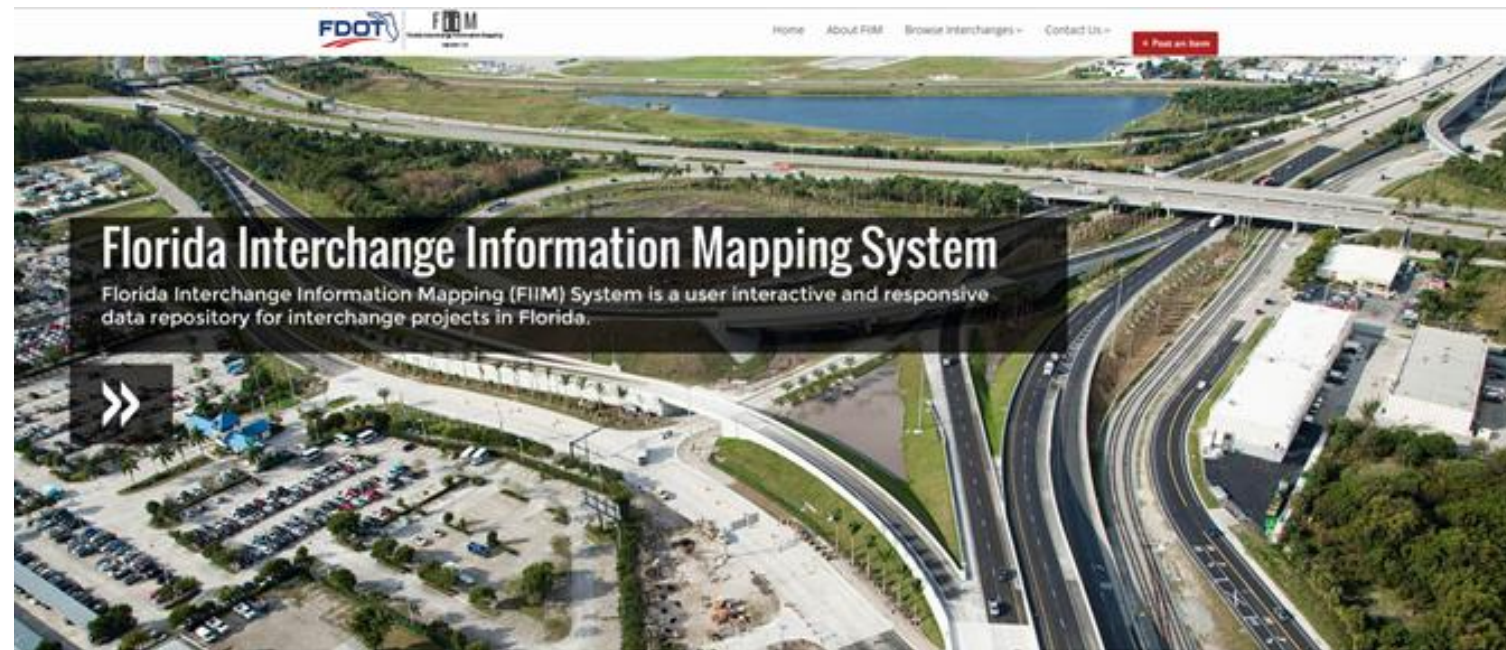 FDOT
FiiM
Home About FIIM Browse Interchanges Contact Us
+ Post an Item
Florida Interchange Information Mapping System
Florida Interchange Information Mapping (FIIM) System is a user interactive and responsive
data repository for interchange projects in Florida.